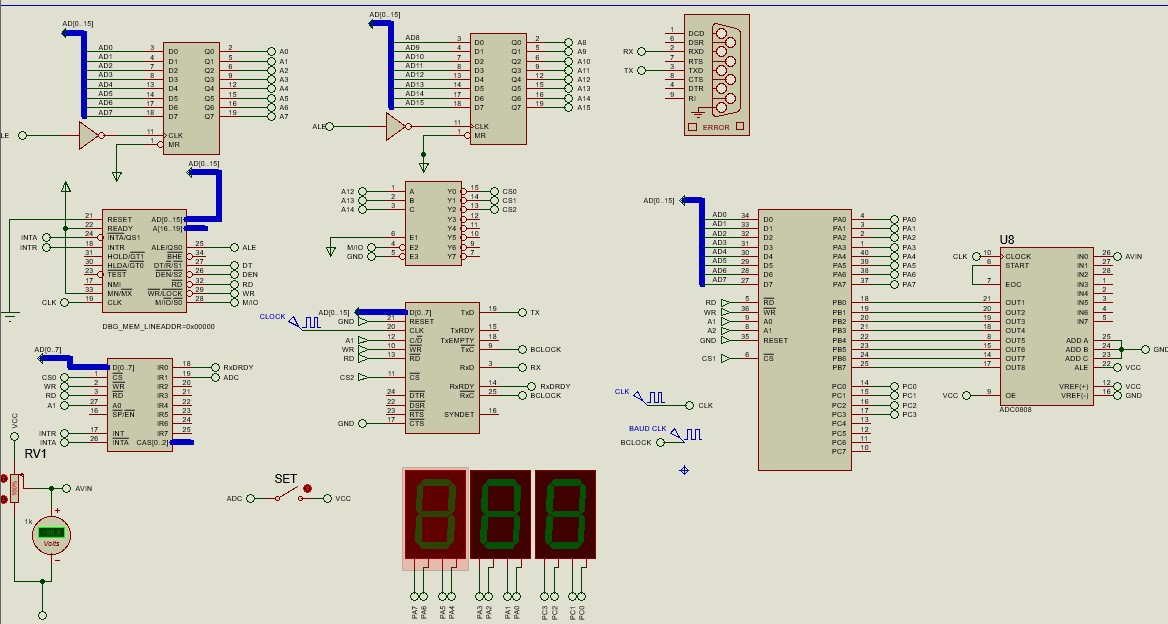 AD[0..15]
AD0 3 D0 Q0 2 A0
AD1 4 D1 Q1 5 A1
AD2 7 D2 Q2 6 A2
AD3 8 D3 Q3 9 A3
AD4 13 D4 Q4 12 A4
AD5 14 D5 Q5 15 A5
AD6 17 D6 Q6 16 A6
AD7 18 D7 Q7 19 A7
LE 11 CLK
1 MR
AD[0..15]
AD8 3 D0 Q0 2 A8
AD9 4 D1 Q1 5 A9
AD10 7 D2 Q2 6 A10
AD11 8 D3 Q3 9 A11
AD12 13 D4 Q4 12 A12
AD13 14 D5 Q5 15 A13
AD14 17 D6 Q6 16 A14
AD15 18 D7 Q7 19 A15
ALE 11 CLK
1 MR
1 DCD
6 DSR
RX 2 RXD
7 RTS
TX 3 TXD
8 CTS
4 DTR
9 RI
ERROR
AD[0..15]
21 RESET AD[0..15]
22 READY A[16..19]
INTA 24 INTA/QS1
INTR 18 INTR ALE/QS0 25 ALE
31 HOLD/GT1 BHE 34
30 HLDA/GT0 DT/R/S1 27 DT
23 TEST DEN/S2 26 DEN
17 NMI RD 32 RD
33 MN/MX WR/LOCK 29 WR
CLK 19 CLK M/IO/S0 28 M/IO
DBG_MEM_LINEADDR=0x00000
A12 1 A Y0 15 CS0
A13 2 B Y1 14 CS1
A14 3 C Y2 13 CS2
Y3 12
Y4 11
6 E1 Y5 10
M/IO 4 E2 Y6 9
GND 5 E3 Y7 7
AD[0..15]
AD0 34 D0 PA0 4 PA0
AD1 33 D1 PA1 3 PA1
AD2 32 D2 PA2 2 PA2
AD3 31 D3 PA3 1 PA3
AD4 30 D4 PA4 40 PA4
AD5 29 D5 PA5 39 PA5
AD6 28 D6 PA6 38 PA6
AD7 27 D7 PA7 37 PA7
RD 5 RD PB0 18
WR 36 WR PB1 19
A1 9 A0 PB2 20
A2 8 A1 PB3 21
GND 35 RESET PB4 22
PB5 23
CS1 6 CS PB6 24
PB7 25
PC0 14 PC0
PC1 15 PC1
PC2 16 PC2
PC3 17 PC3
PC4 13
PC5 12
PC6 11
PC7 10
U8
CLK 10 CLOCK IN0 26 AVIN
6 START IN1 27
IN2 28
7 EOC IN3 1
IN4 2
21 OUT1 IN5 3
20 OUT2 IN6 4
19 OUT3 IN7 5
18 OUT4
8 OUT5 ADD A 25
15 OUT6 ADD B 24 GND
14 OUT7 ADD C 23
17 OUT8 ALE 22 VCC
VREF(+) 12 VCC
VCC 9 OE VREF(-) 16 GND
ADC0808
CLOCK
AD[0..15] D[0..7] TxD 19 TX
GND 21 RESET
20 CLK TxRDY 15
A1 12 C/D TxEMPTY 18
WR 10 WR TxC 9 BCLOCK
RD 13 RD
RxD 3 RX
CS2 11 CS
RxRDY 14 RxDRDY
24 DTR RxC 25 BCLOCK
22 DSR
23 RTS SYNDET 16
GND 17 CTS
AD[0..7]
D[0..7] IR0 18 RxDRDY
CS0 1 CS IR1 19 ADC
WR 2 WR IR2 20
RD 3 RD IR3 21
A1 27 A0 IR4 22
16 SP/EN IR5 23
IR6 24
INTR 17 INT IR7 25
INTA 26 INTA CAS[0..2]
CLK
CLK
BAUD CLK
BCLOCK
VCC
RV1
AVIN
1k
Volts
SET
ADC VCC
PA7 PA6 PA5 PA4 PA3 PA2 PA1 PA0 PC3 PC2 PC1 PC0